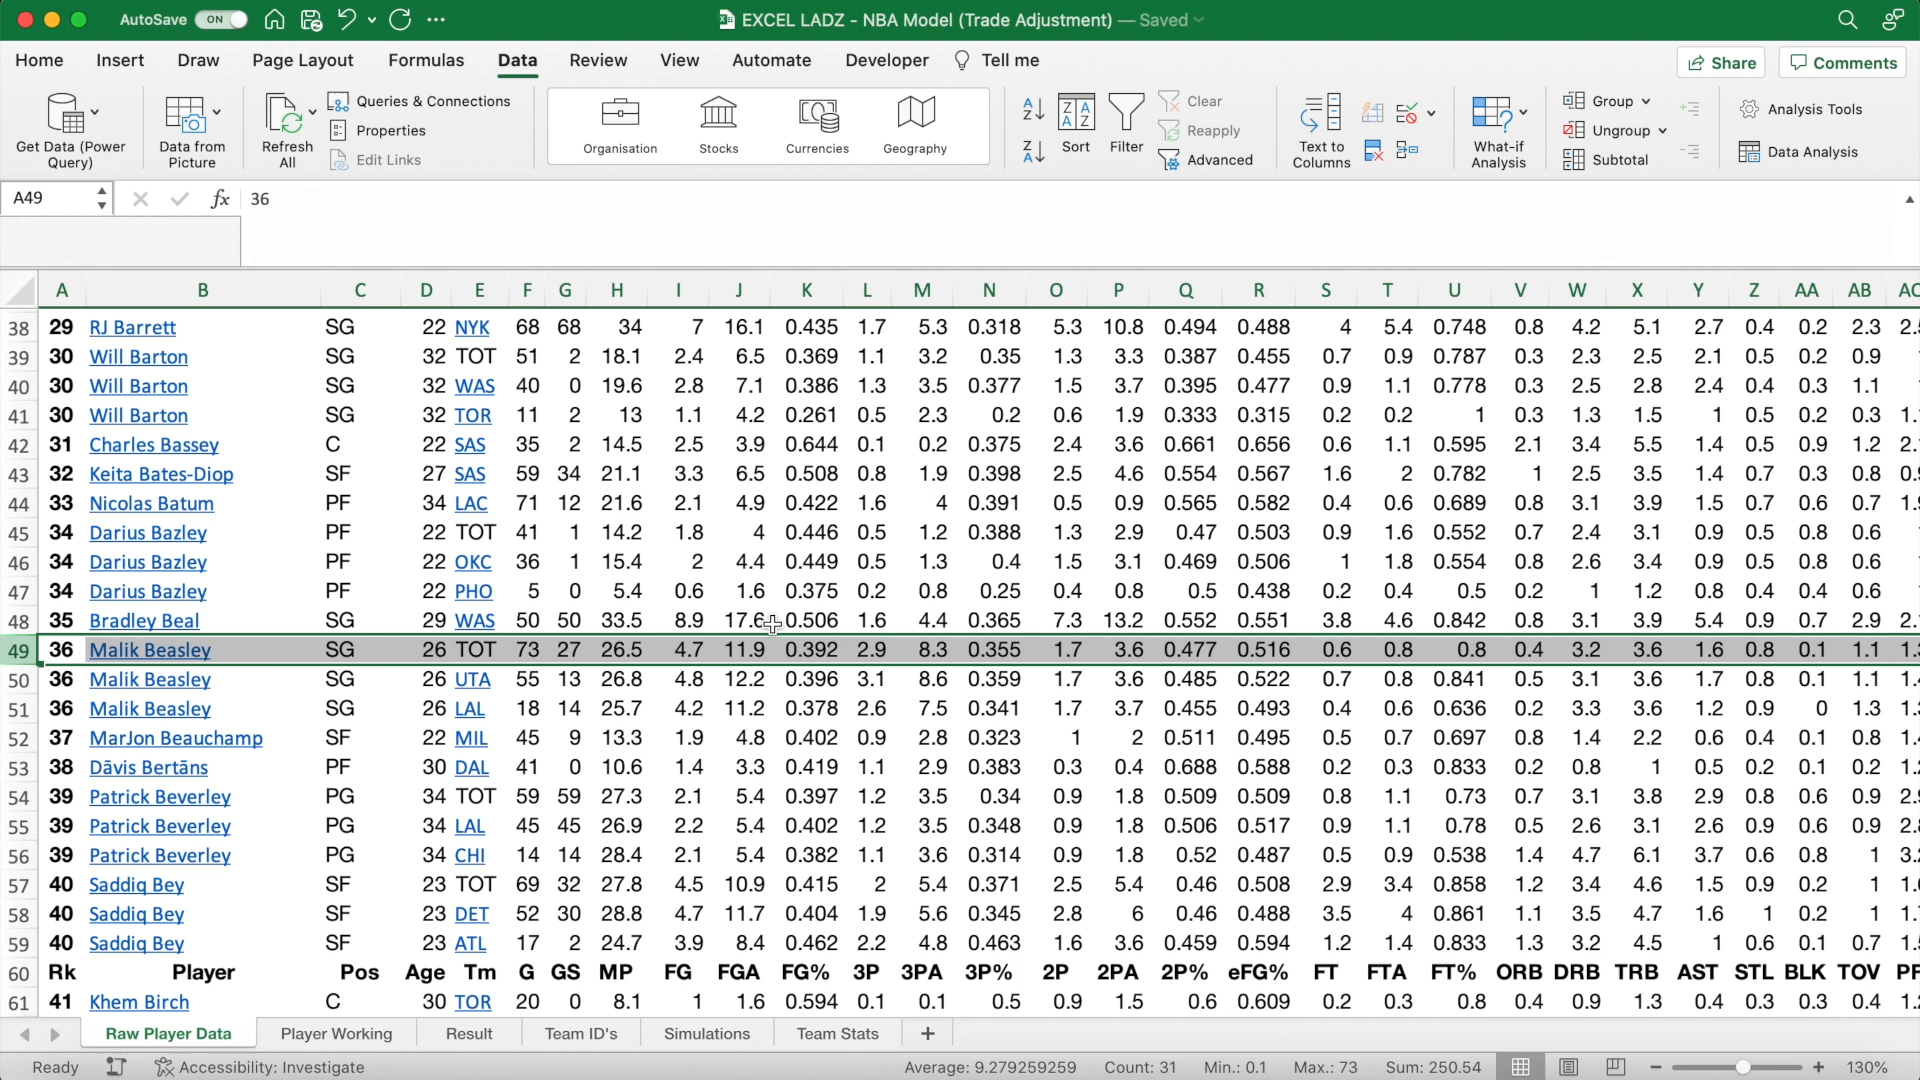 AutoSave ON EXCEL LADZ - NBA Model (Trade Adjustment) — Saved
Home Insert Draw Page Layout Formulas Data Review View Automate Developer Tell me Share Comments
Get Data (Power Query) Data from Picture Refresh All Queries & Connections Properties Edit Links Organisation Stocks Currencies Geography Sort Filter Clear Reapply Advanced Text to Columns What-if Analysis Group Ungroup Subtotal Analysis Tools Data Analysis
A49 fx 36
A B C D E F G H I J K L M N O P Q R S T U V W X Y Z AA AB AC
38 29 RJ Barrett SG 22 NYK 68 68 34 7 16.1 0.435 1.7 5.3 0.318 5.3 10.8 0.494 0.488 4 5.4 0.748 0.8 4.2 5.1 2.7 0.4 0.2 2.3
39 30 Will Barton SG 32 TOT 51 2 18.1 2.4 6.5 0.369 1.1 3.2 0.35 1.3 3.3 0.387 0.455 0.7 0.9 0.787 0.3 2.3 2.5 2.1 0.5 0.2 0.9
40 30 Will Barton SG 32 WAS 40 0 19.6 2.8 7.1 0.386 1.3 3.5 0.377 1.5 3.7 0.395 0.477 0.9 1.1 0.778 0.3 2.5 2.8 2.4 0.4 0.3 1.1
41 30 Will Barton SG 32 TOR 11 2 13 1.1 4.2 0.261 0.5 2.3 0.2 0.6 1.9 0.333 0.315 0.2 0.2 1 0.3 1.3 1.5 1 0.5 0.2 0.3 1.
42 31 Charles Bassey C 22 SAS 35 2 14.5 2.5 3.9 0.644 0.1 0.2 0.375 2.4 3.6 0.661 0.656 0.6 1.1 0.595 2.1 3.4 5.5 1.4 0.5 0.9 1.2 2.
43 32 Keita Bates-Diop SF 27 SAS 59 34 21.1 3.3 6.5 0.508 0.8 1.9 0.398 2.5 4.6 0.554 0.567 1.6 2 0.782 1 2.5 3.5 1.4 0.7 0.3 0.8 0.
44 33 Nicolas Batum PF 34 LAC 71 12 21.6 2.1 4.9 0.422 1.6 4 0.391 0.5 0.9 0.565 0.582 0.4 0.6 0.689 0.8 3.1 3.9 1.5 0.7 0.6 0.7 1.
45 34 Darius Bazley PF 22 TOT 41 1 14.2 1.8 4 0.446 0.5 1.2 0.388 1.3 2.9 0.47 0.503 0.9 1.6 0.552 0.7 2.4 3.1 0.9 0.5 0.8 0.6
46 34 Darius Bazley PF 22 OKC 36 1 15.4 2 4.4 0.449 0.5 1.3 0.4 1.5 3.1 0.469 0.506 1 1.8 0.554 0.8 2.6 3.4 0.9 0.5 0.8 0.6
47 34 Darius Bazley PF 22 PHO 5 0 5.4 0.6 1.6 0.375 0.2 0.8 0.25 0.4 0.8 0.5 0.438 0.2 0.4 0.5 0.2 1 1.2 0.8 0.4 0.4 0.6
48 35 Bradley Beal SG 29 WAS 50 50 33.5 8.9 17.6 0.506 1.6 4.4 0.365 7.3 13.2 0.552 0.551 3.8 4.6 0.842 0.8 3.1 3.9 5.4 0.9 0.7 2.9 2.
49 36 Malik Beasley SG 26 TOT 73 27 26.5 4.7 11.9 0.392 2.9 8.3 0.355 1.7 3.6 0.477 0.516 0.6 0.8 0.8 0.4 3.2 3.6 1.6 0.8 0.1 1.1 1.
50 36 Malik Beasley SG 26 UTA 55 13 26.8 4.8 12.2 0.396 3.1 8.6 0.359 1.7 3.6 0.485 0.522 0.7 0.8 0.841 0.5 3.1 3.6 1.7 0.8 0.1 1.1 1.
51 36 Malik Beasley SG 26 LAL 18 14 25.7 4.2 11.2 0.378 2.6 7.5 0.341 1.7 3.7 0.455 0.493 0.4 0.6 0.636 0.2 3.3 3.6 1.2 0.9 0 1.3 1.
52 37 MarJon Beauchamp SF 22 MIL 45 9 13.3 1.9 4.8 0.402 0.9 2.8 0.323 1 2 0.511 0.495 0.5 0.7 0.697 0.8 1.4 2.2 0.6 0.4 0.1 0.8 1.
53 38 Dāvis Bertāns PF 30 DAL 41 0 10.6 1.4 3.3 0.419 1.1 2.9 0.383 0.3 0.4 0.688 0.588 0.2 0.3 0.833 0.2 0.8 1 0.5 0.2 0.1 0.2 1.
54 39 Patrick Beverley PG 34 TOT 59 59 27.3 2.1 5.4 0.397 1.2 3.5 0.34 0.9 1.8 0.509 0.509 0.8 1.1 0.73 0.7 3.1 3.8 2.9 0.8 0.6 0.9 2.
55 39 Patrick Beverley PG 34 LAL 45 45 26.9 2.2 5.4 0.402 1.2 3.5 0.348 0.9 1.8 0.506 0.517 0.9 1.1 0.78 0.5 2.6 3.1 2.6 0.9 0.6 0.9 2.
56 39 Patrick Beverley PG 34 CHI 14 14 28.4 2.1 5.4 0.382 1.1 3.6 0.314 0.9 1.8 0.52 0.487 0.5 0.9 0.538 1.4 4.7 6.1 3.7 0.6 0.8 1 3.
57 40 Saddiq Bey SF 23 TOT 69 32 27.8 4.5 10.9 0.415 2 5.4 0.371 2.5 5.4 0.46 0.508 2.9 3.4 0.858 1.2 3.4 4.6 1.5 0.9 0.2 1 1.
58 40 Saddiq Bey SF 23 DET 52 30 28.8 4.7 11.7 0.404 1.9 5.6 0.345 2.8 6 0.46 0.488 3.5 4 0.861 1.1 3.5 4.7 1.6 1 0.2 1 1.
59 40 Saddiq Bey SF 23 ATL 17 2 24.7 3.9 8.4 0.462 2.2 4.8 0.463 1.6 3.6 0.459 0.594 1.2 1.4 0.833 1.3 3.2 4.5 1 0.6 0.1 0.7 1.
60 Rk Player Pos Age Tm G GS MP FG FGA FG% 3P 3PA 3P% 2P 2PA 2P% eFG% FT FTA FT% ORB DRB TRB AST STL BLK TOV PF
61 41 Khem Birch C 30 TOR 20 0 8.1 1 1.6 0.594 0.1 0.1 0.5 0.9 1.5 0.6 0.609 0.2 0.3 0.8 0.4 0.9 1.3 0.4 0.3 0.3 0.4 1.
Raw Player Data Player Working Result Team ID's Simulations Team Stats +
Ready Accessibility: Investigate Average: 9.279259259 Count: 31 Min.: 0.1 Max.: 73 Sum: 250.54 130%